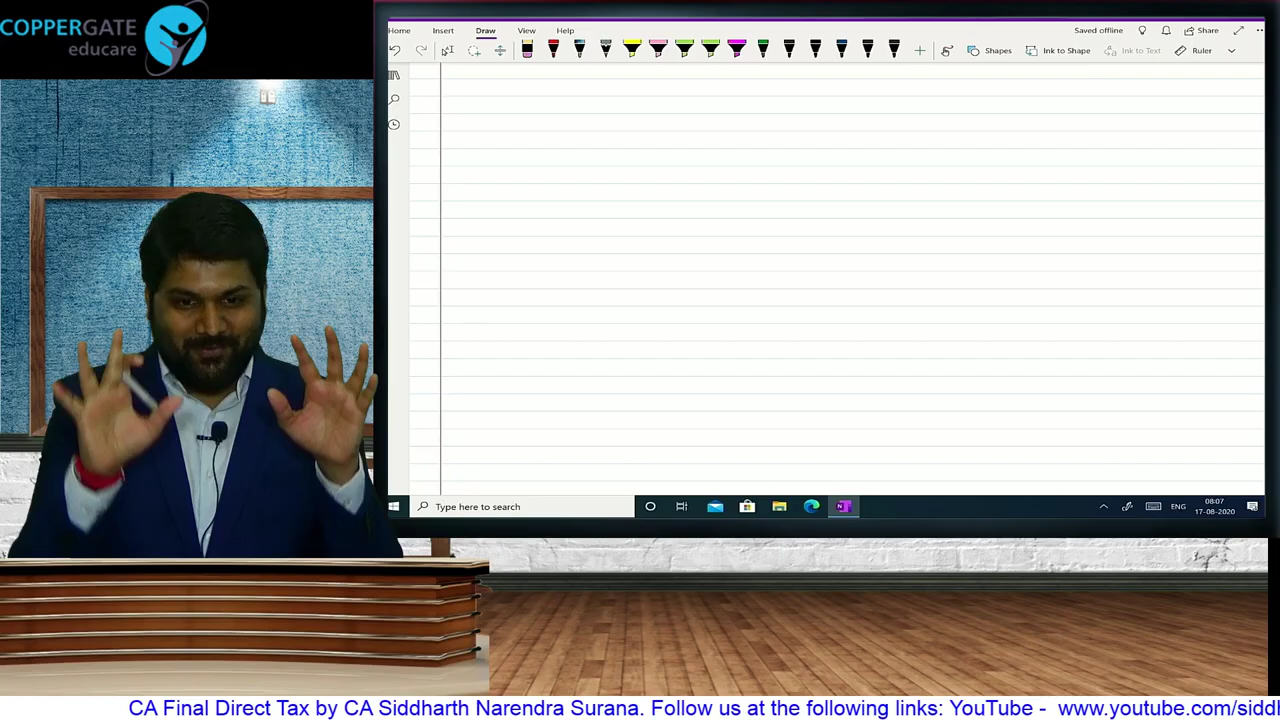 COPPERGATE
educare
Home Insert Draw View Help
Saved offline
Share
Shapes
Ink to Shape
Ink to Text
Ruler
Type here to search
ENG
08:07
17-08-2020
CA Final Direct Tax by CA Siddharth Narendra Surana. Follow us at the following links: YouTube - www.youtube.com/sidd